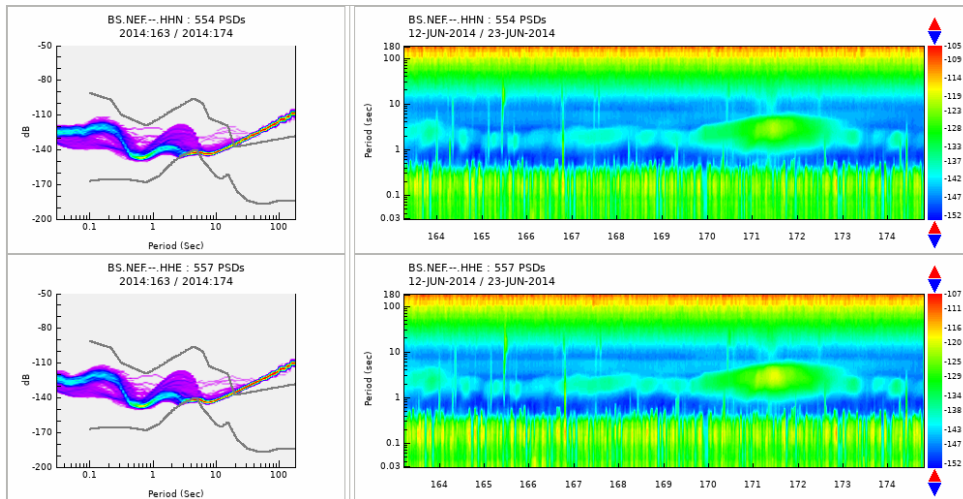 BS.NEF.--.HHN : 554 PSDs
2014:163 / 2014:174
-50
-80
-110
-140
-170
-200
dB
0.1 1 10 100
Period (Sec)
BS.NEF.--.HHN : 554 PSDs
12-JUN-2014 / 23-JUN-2014
180
100
10
1
0.1
0.03
Period (sec)
164 165 166 167 168 169 170 171 172 173 174
-105
-109
-114
-119
-123
-128
-133
-138
-142
-147
-152
BS.NEF.--.HHE : 557 PSDs
2014:163 / 2014:174
-50
-80
-110
-140
-170
-200
dB
0.1 1 10 100
Period (Sec)
BS.NEF.--.HHE : 557 PSDs
12-JUN-2014 / 23-JUN-2014
180
100
10
1
0.1
0.03
Period (sec)
164 165 166 167 168 169 170 171 172 173 174
-107
-111
-116
-120
-125
-129
-134
-138
-143
-147
-152